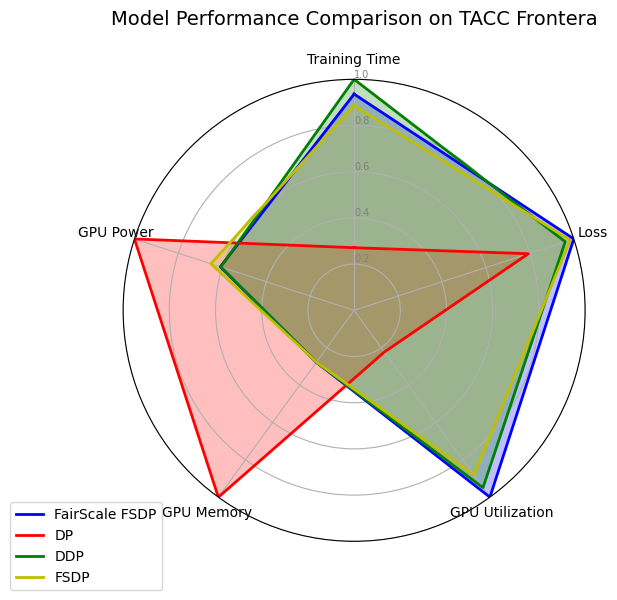 Model Performance Comparison on TACC Frontera
Training Time
1.0
0.8
0.6
0.4
0.2
GPU Power
Loss
GPU Memory
GPU Utilization
FairScale FSDP
DP
DDP
FSDP